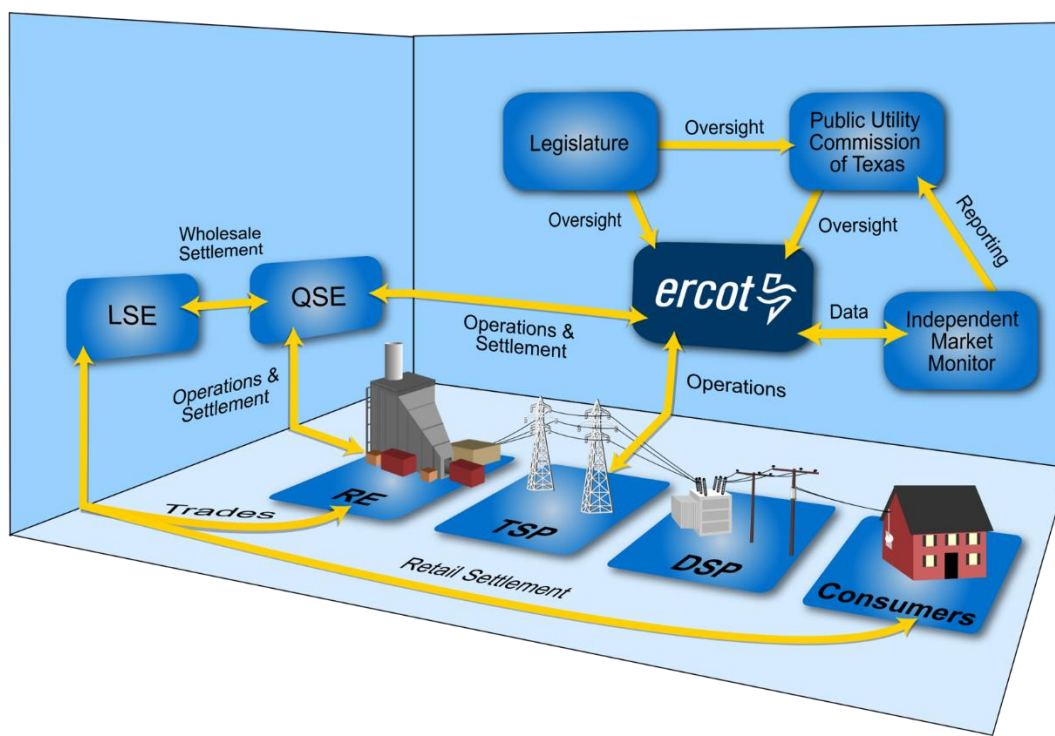 Legislature
Oversight
Public Utility
Commission
of Texas
Oversight
Oversight
Reporting
Wholesale
Settlement
LSE
QSE
ercot
Data
Independent
Market
Monitor
Operations &
Settlement
Operations &
Settlement
Operations
RE
TSP
DSP
Consumers
Trades
Retail Settlement